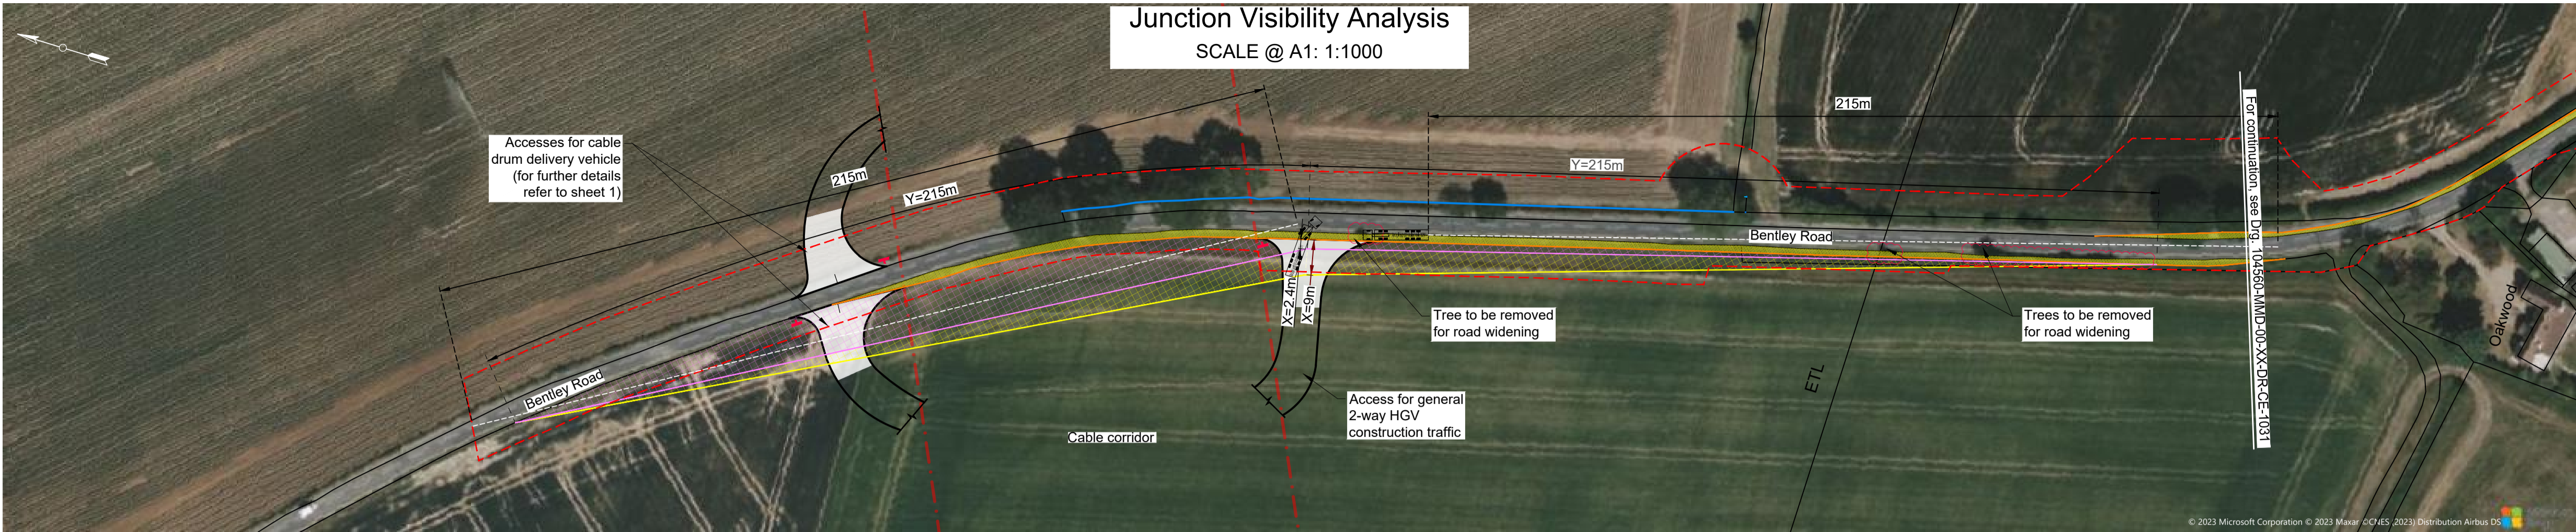 Junction Visibility Analysis
SCALE @ A1: 1:1000
Accesses for cable
drum delivery vehicle
(for further details
refer to sheet 1)
215m
Y=215m
215m
Y=215m
Bentley Road
Bentley Road
X=2.4m
X=9m
Tree to be removed
for road widening
Trees to be removed
for road widening
Access for general
2-way HGV
construction traffic
Cable corridor
ETL
For continuation, see Drg. 104560-MMD-00-XX-DR-CE-1031
Oakwood
© 2023 Microsoft Corporation © 2023 Maxar ©CNES (2023) Distribution Airbus DS